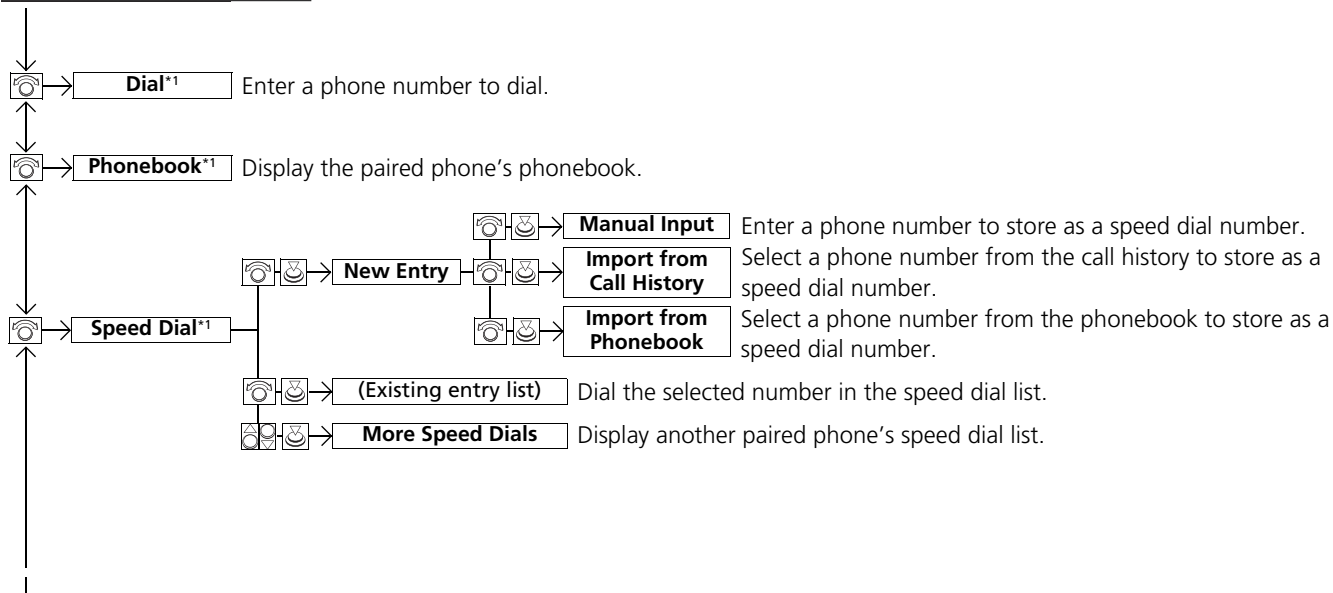 Dial*1 Enter a phone number to dial.
Phonebook*1 Display the paired phone’s phonebook.
Manual Input Enter a phone number to store as a speed dial number.
New Entry
Import from
Call History
Select a phone number from the call history to store as a
speed dial number.
Speed Dial*1
Import from
Phonebook
Select a phone number from the phonebook to store as a
speed dial number.
(Existing entry list) Dial the selected number in the speed dial list.
More Speed Dials Display another paired phone’s speed dial list.